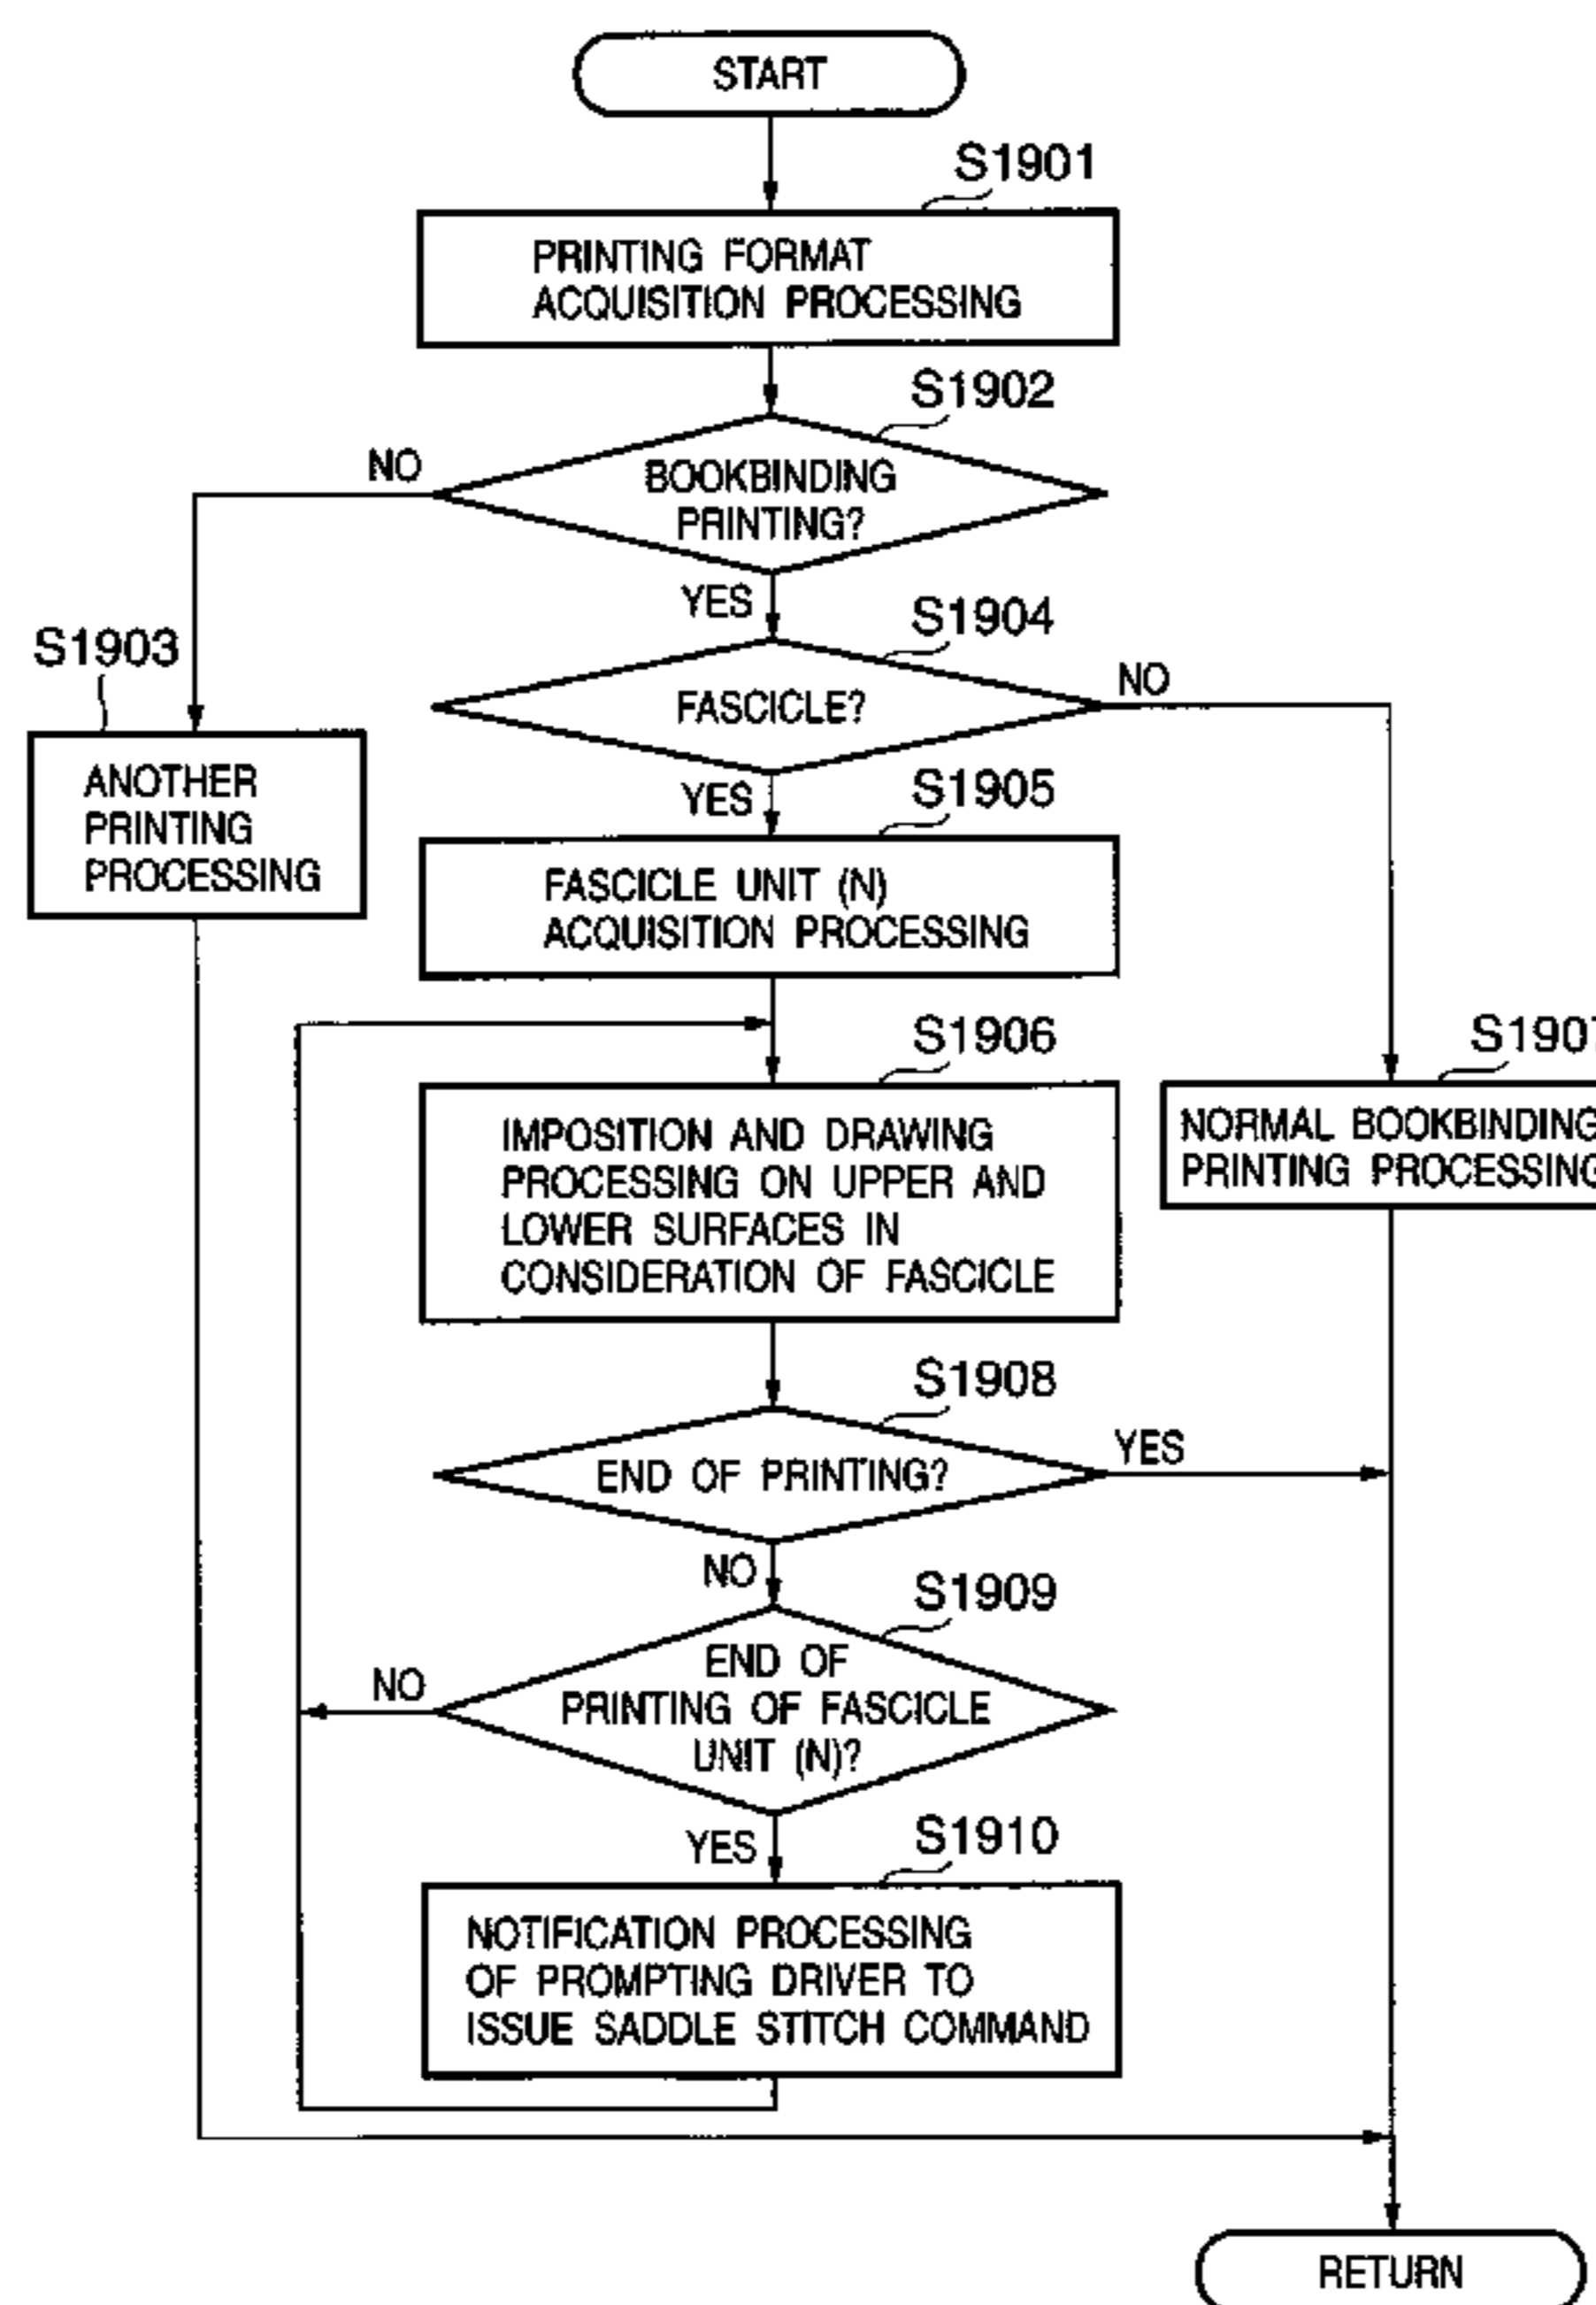 START
S1901
PRINTING FORMAT
ACQUISITION PROCESSING
S1902
NO
BOOKBINDING
PRINTING?
YES
S1904
S1903
NO
FASCICLE?
ANOTHER
PRINTING
PROCESSING
YES
S1905
FASCICLE UNIT (N)
ACQUISITION PROCESSING
S1906
S1907
IMPOSITION AND DRAWING
PROCESSING ON UPPER AND
LOWER SURFACES IN
CONSIDERATION OF FASCICLE
NORMAL BOOKBINDING
PRINTING PROCESSING
S1908
YES
END OF PRINTING?
NO
S1909
NO
END OF
PRINTING OF FASCICLE
UNIT (N)?
YES
S1910
NOTIFICATION PROCESSING
OF PROMPTING DRIVER TO
ISSUE SADDLE STITCH COMMAND
RETURN